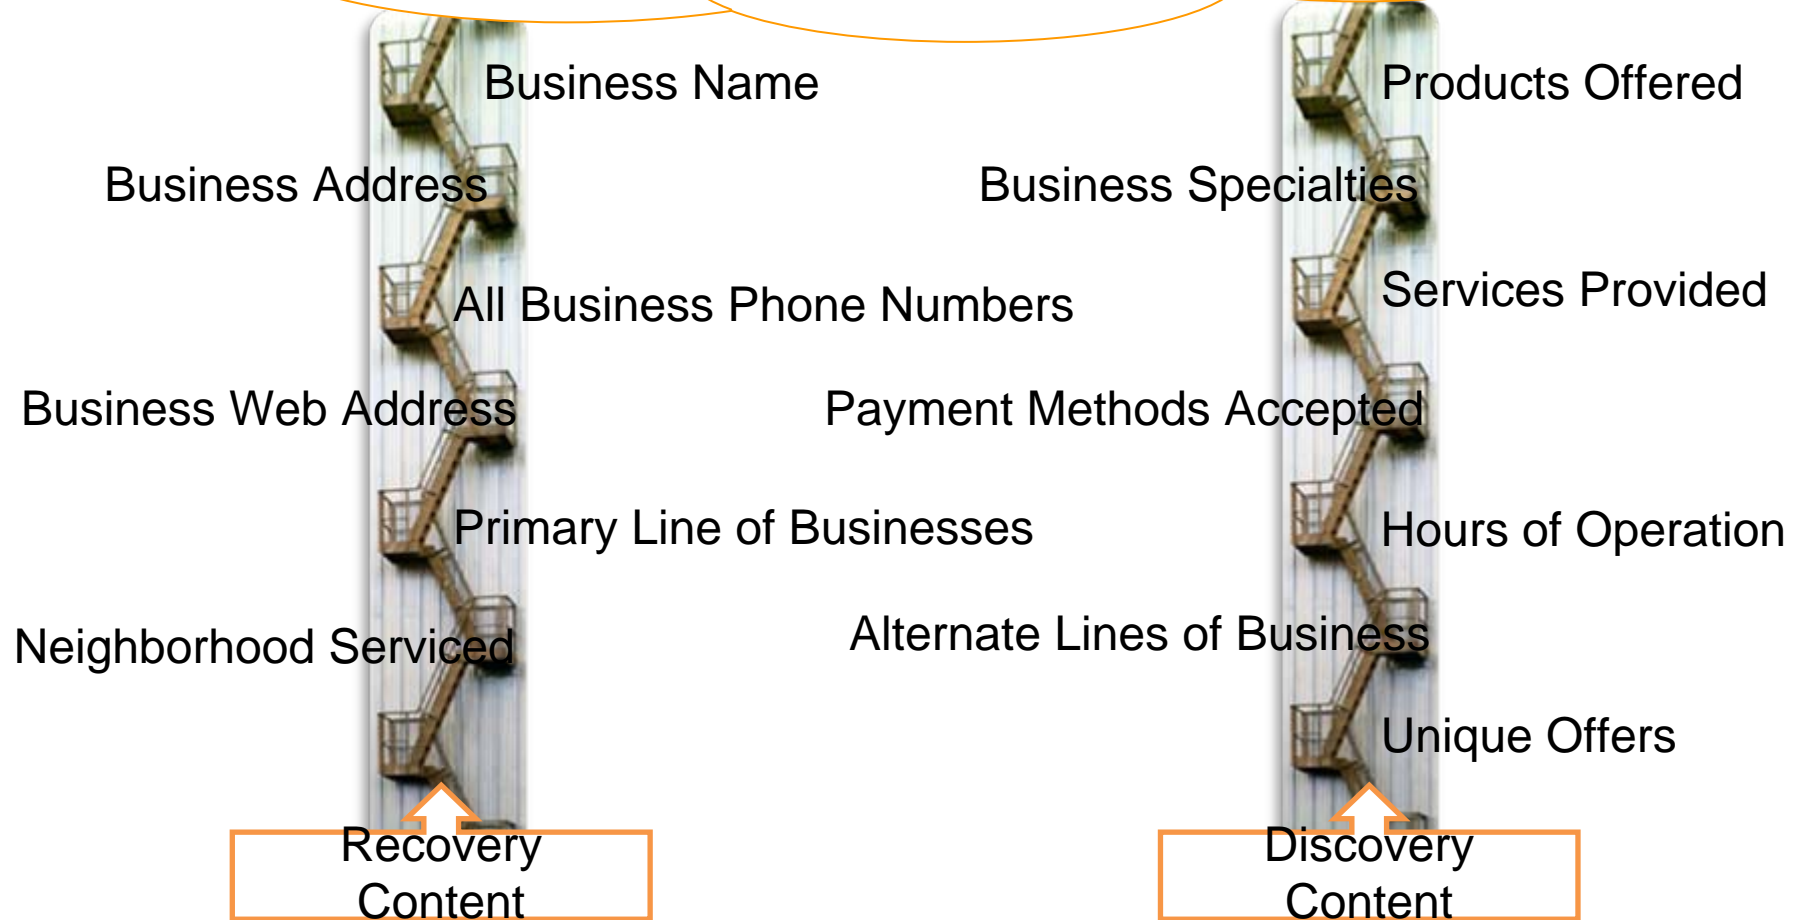 Business Name
Business Address
All Business Phone Numbers
Business Web Address
Primary Line of Businesses
Neighborhood Serviced
Recovery
Content
Products Offered
Business Specialties
Services Provided
Payment Methods Accepted
Hours of Operation
Alternate Lines of Business
Unique Offers
Discovery
Content